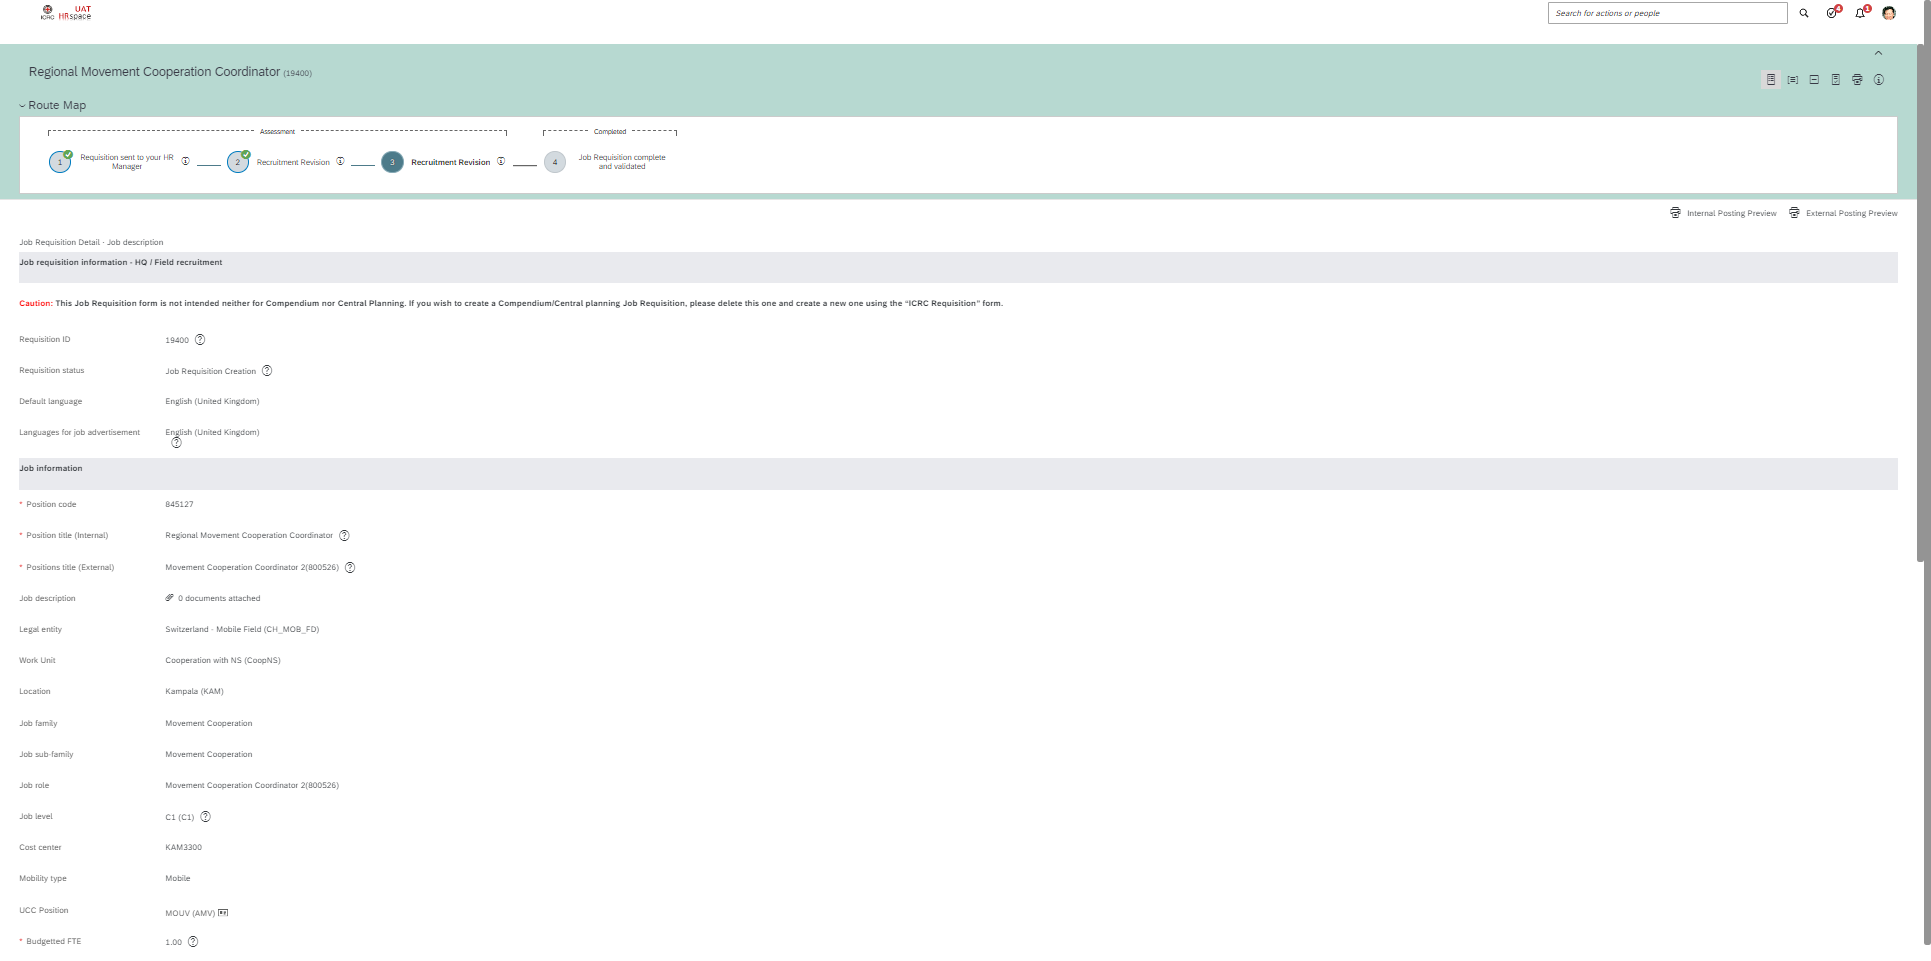 ICRC
UAT
HRspace
Search for actions or people
4
1
Regional Movement Cooperation Coordinator (19400)
Route Map
Assessment
Completed
1
Requisition sent to your HR
Manager
2
Recruitment Revision
3
Recruitment Revision
4
Job Requisition complete
and validated
Internal Posting Preview
External Posting Preview
Job Requisition Detail - Job description
Job requisition information - HQ / Field recruitment
Caution: This Job Requisition form is not intended neither for Compendium nor Central Planning. If you wish to create a Compendium/Central planning Job Requisition, please delete this one and create a new one using the "ICRC Requisition" form.
Requisition ID 19400
Requisition status Job Requisition Creation
Default language English (United Kingdom)
Languages for job advertisement English (United Kingdom)
Job information
* Position code 845127
* Position title (Internal) Regional Movement Cooperation Coordinator
* Positions title (External) Movement Cooperation Coordinator 2(800526)
Job description 0 documents attached
Legal entity Switzerland - Mobile Field (CH_MOB_FD)
Work Unit Cooperation with NS (CoopNS)
Location Kampala (KAM)
Job family Movement Cooperation
Job sub-family Movement Cooperation
Job role Movement Cooperation Coordinator 2(800526)
Job level C1 (C1)
Cost center KAM3300
Mobility type Mobile
UCC Position MOUV (AMV)
* Budgetted FTE 1.00